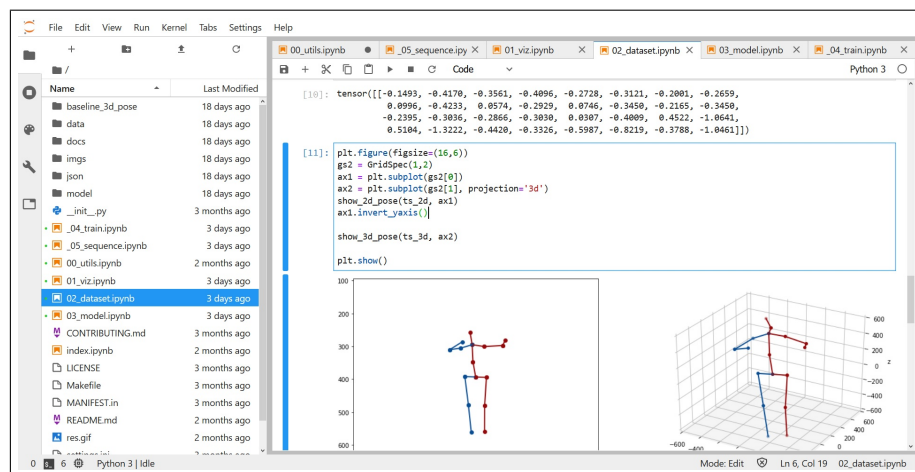 File Edit View Run Kernel Tabs Settings Help
00_utils.ipynb _05_sequence.ipy 01_viz.ipynb 02_dataset.ipynb 03_model.ipynb _04_train.ipynb
Code Python 3
/
Name Last Modified
baseline_3d_pose 18 days ago
data 18 days ago
docs 18 days ago
imgs 18 days ago
json 18 days ago
model 18 days ago
__init__.py 3 months ago
_04_train.ipynb 3 days ago
_05_sequence.ipynb 3 days ago
00_utils.ipynb 2 months ago
01_viz.ipynb 3 days ago
02_dataset.ipynb 3 days ago
03_model.ipynb 3 days ago
CONTRIBUTING.md 3 months ago
index.ipynb 2 months ago
LICENSE 3 months ago
Makefile 3 months ago
MANIFEST.in 3 months ago
README.md 2 months ago
res.gif 2 months ago
[10]: tensor([[-0.1493, -0.4170, -0.3561, -0.4096, -0.2728, -0.3121, -0.2001, -0.2659,
0.0996, -0.4233, 0.0574, -0.2929, 0.0746, -0.3450, -0.2165, -0.3450,
-0.2395, -0.3036, -0.2866, -0.3030, 0.0307, -0.4009, 0.4522, -1.0641,
0.5104, -1.3222, -0.4420, -0.3326, -0.5987, -0.8219, -0.3788, -1.0461]])
[11]: plt.figure(figsize=(16,6))
gs2 = GridSpec(1,2)
ax1 = plt.subplot(gs2[0])
ax2 = plt.subplot(gs2[1], projection='3d')
show_2d_pose(ts_2d, ax1)
ax1.invert_yaxis()
show_3d_pose(ts_3d, ax2)
plt.show()
100
200
300
400
500
600
600
400
200
0 z
−200
−400
−600
600
400
200
0
−600
−400
0 6 Python 3 | Idle Mode: Edit Ln 6, Col 19 02_dataset.ipynb